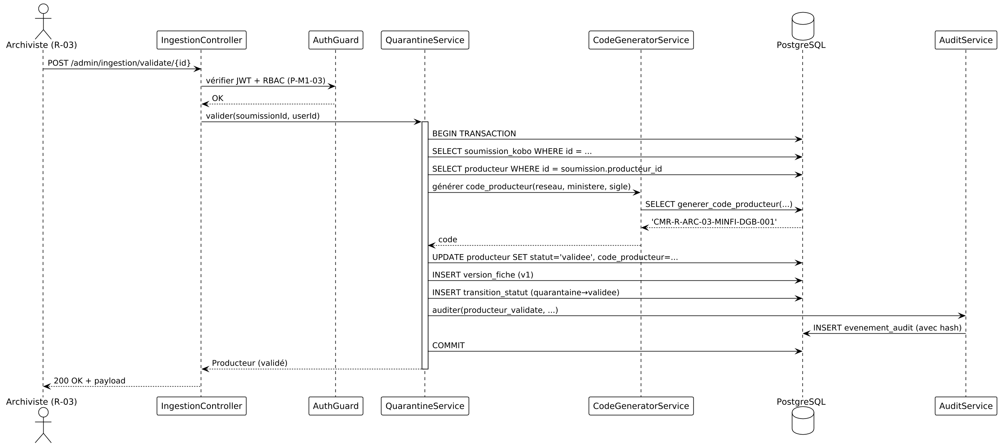 Archiviste (R-03)
IngestionController
AuthGuard
QuarantineService
CodeGeneratorService
PostgreSQL
AuditService
POST /admin/ingestion/validate/{id}
vérifier JWT + RBAC (P-M1-03)
OK
valider(soumissionId, userId)
BEGIN TRANSACTION
SELECT soumission_kobo WHERE id = ...
SELECT producteur WHERE id = soumission.producteur_id
générer code_producteur(reseau, ministere, sigle)
SELECT generer_code_producteur(...)
'CMR-R-ARC-03-MINFI-DGB-001'
code
UPDATE producteur SET statut='validee', code_producteur=...
INSERT version_fiche (v1)
INSERT transition_statut (quarantaine→validee)
auditer(producteur_validate, ...)
INSERT evenement_audit (avec hash)
COMMIT
Producteur (validé)
200 OK + payload
Archiviste (R-03)
IngestionController
AuthGuard
QuarantineService
CodeGeneratorService
PostgreSQL
AuditService